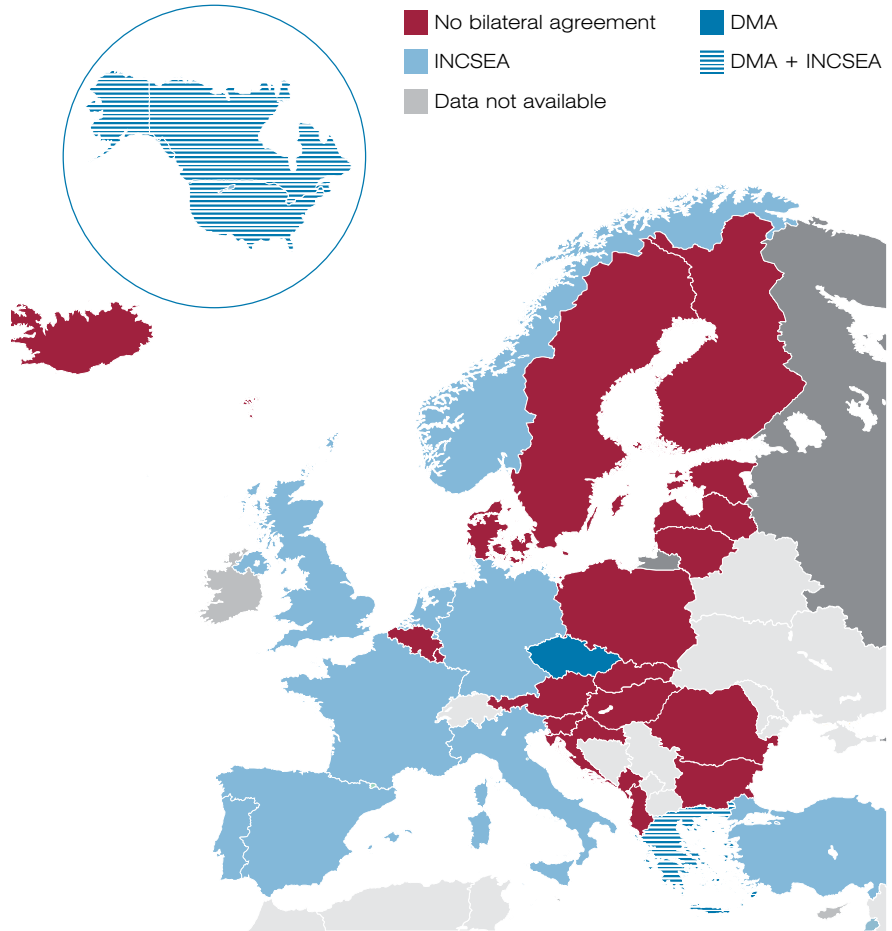 No bilateral agreement
INCSEA
Data not available
DMA
DMA + INCSEA